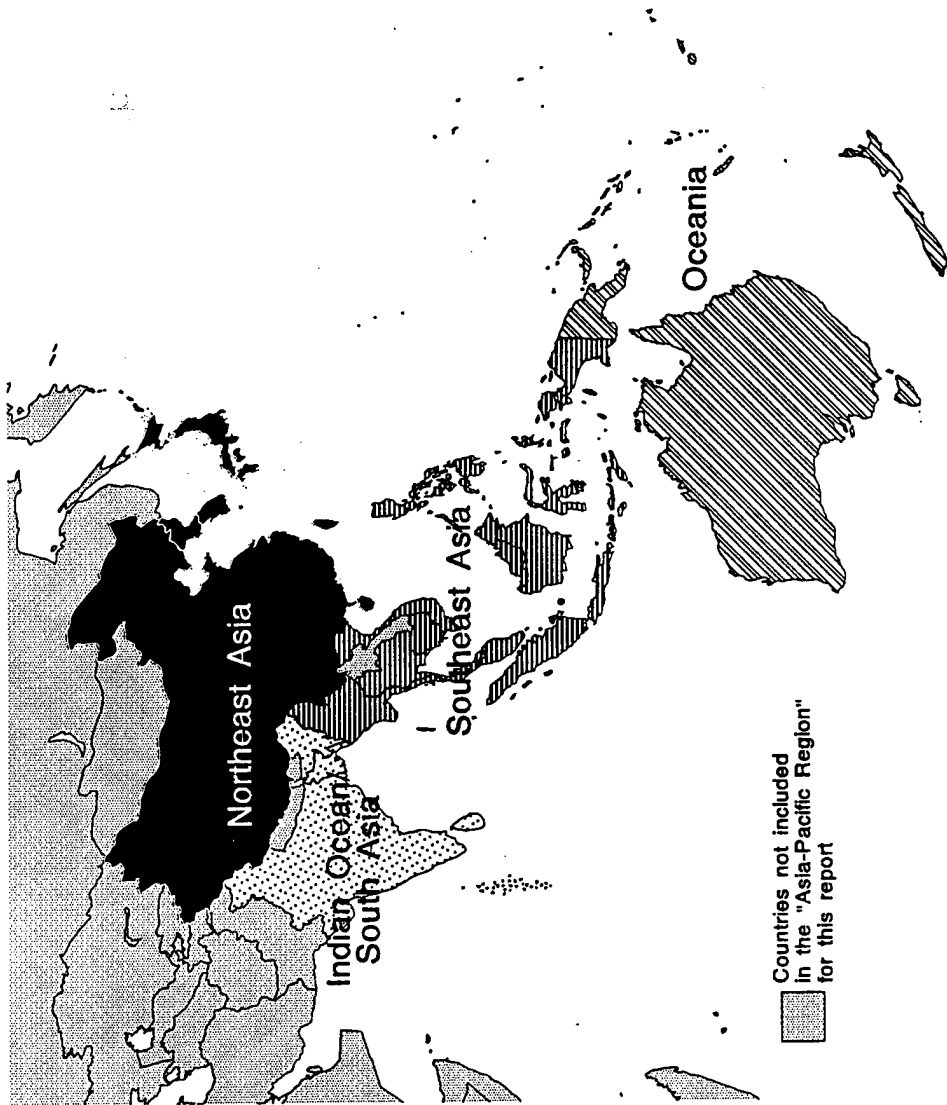 Northeast Asia
Indian Ocean
South Asia
Southeast Asia
Oceania
Countries not included
in the "Asia-Pacific Region"
for this report